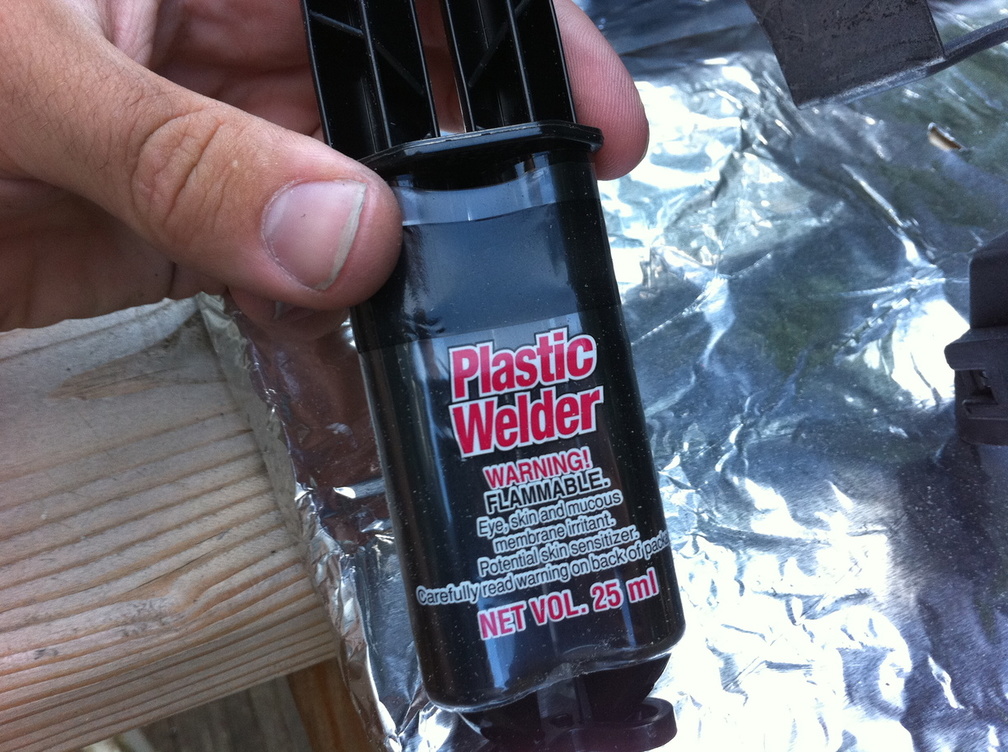 Plastic
Welder
WARNING!
FLAMMABLE.
Eye, skin and mucous
membrane irritant.
Potential skin sensitizer.
Carefully read warning on back of
NET VOL. 25 ml